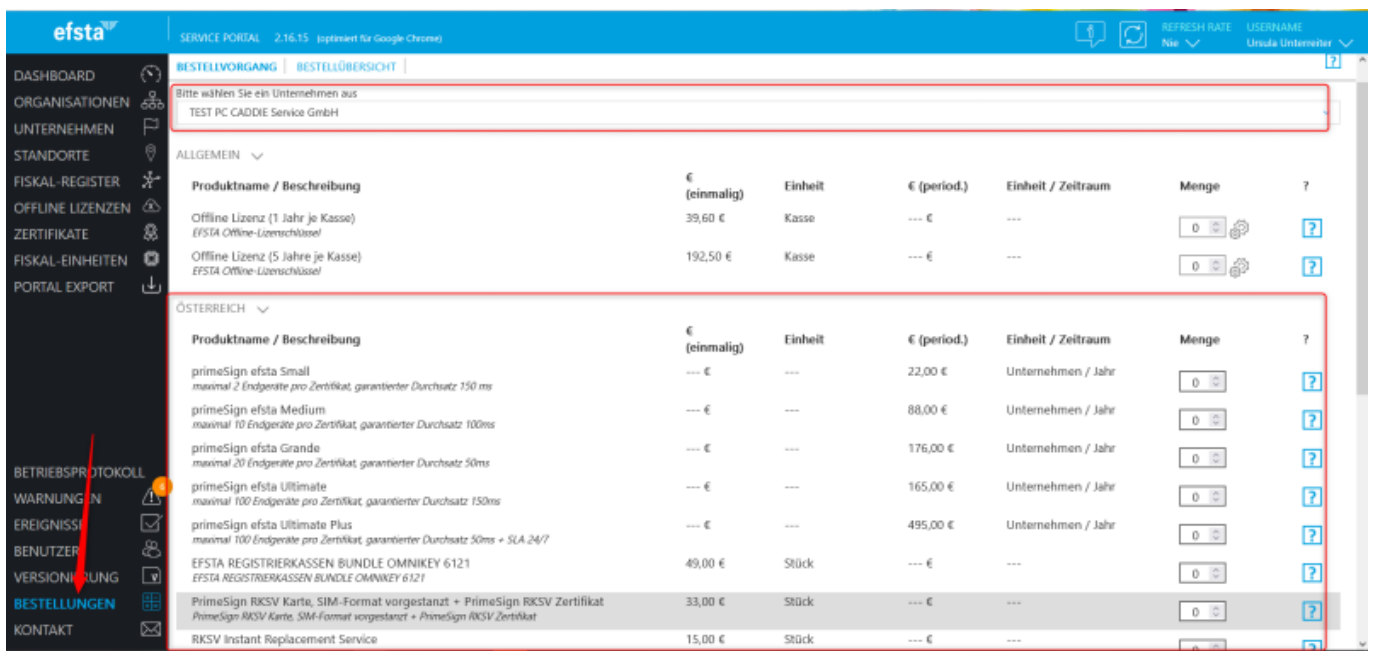 efsta
SERVICE PORTAL 2.16.15 (optimiert für Google Chrome)
REFRESH RATE
Nie
USERNAME
Ursula Unterreiter
DASHBOARD
ORGANISATIONEN
UNTERNEHMEN
STANDORTE
FISKAL-REGISTER
OFFLINE LIZENZEN
ZERTIFIKATE
FISKAL-EINHEITEN
PORTAL EXPORT
BETRIEBSPROTOKOLL
WARNUNGEN
EREIGNISSE
BENUTZER
VERSIONIERUNG
BESTELLUNGEN
KONTAKT
BESTELLVORGANG BESTELLÜBERSICHT ?
Bitte wählen Sie ein Unternehmen aus
TEST PC CADDIE Service GmbH
ALLGEMEIN
Produktname / Beschreibung € (einmalig) Einheit € (period.) Einheit / Zeitraum Menge ?
Offline Lizenz (1 Jahr je Kasse) 39,60 € Kasse --- € --- 0 ?
EFSTA Offline-Lizenzschlüssel
Offline Lizenz (5 Jahre je Kasse) 192,50 € Kasse --- € --- 0 ?
EFSTA Offline-Lizenzschlüssel
ÖSTERREICH
Produktname / Beschreibung € (einmalig) Einheit € (period.) Einheit / Zeitraum Menge ?
primeSign efsta Small --- € --- 22,00 € Unternehmen / Jahr 0 ?
maximal 2 Endgeräte pro Zertifikat, garantierter Durchsatz 150 ms
primeSign efsta Medium --- € --- 88,00 € Unternehmen / Jahr 0 ?
maximal 10 Endgeräte pro Zertifikat, garantierter Durchsatz 100ms
primeSign efsta Grande --- € --- 176,00 € Unternehmen / Jahr 0 ?
maximal 20 Endgeräte pro Zertifikat, garantierter Durchsatz 50ms
primeSign efsta Ultimate --- € --- 165,00 € Unternehmen / Jahr 0 ?
maximal 100 Endgeräte pro Zertifikat, garantierter Durchsatz 150ms
primeSign efsta Ultimate Plus --- € --- 495,00 € Unternehmen / Jahr 0 ?
maximal 100 Endgeräte pro Zertifikat, garantierter Durchsatz 50ms + SLA 24/7
EFSTA REGISTRIERKASSEN BUNDLE OMNIKEY 6121 49,00 € Stück --- € --- 0 ?
EFSTA REGISTRIERKASSEN BUNDLE OMNIKEY 6121
PrimeSign RKSV Karte, SIM-Format vorgestanzt + PrimeSign RKSV Zertifikat 33,00 € Stück --- € --- 0 ?
PrimeSign RKSV Karte, SIM-Format vorgestanzt + PrimeSign RKSV Zertifikat
RKSV Instant Replacement Service 15,00 € Stück --- € ---